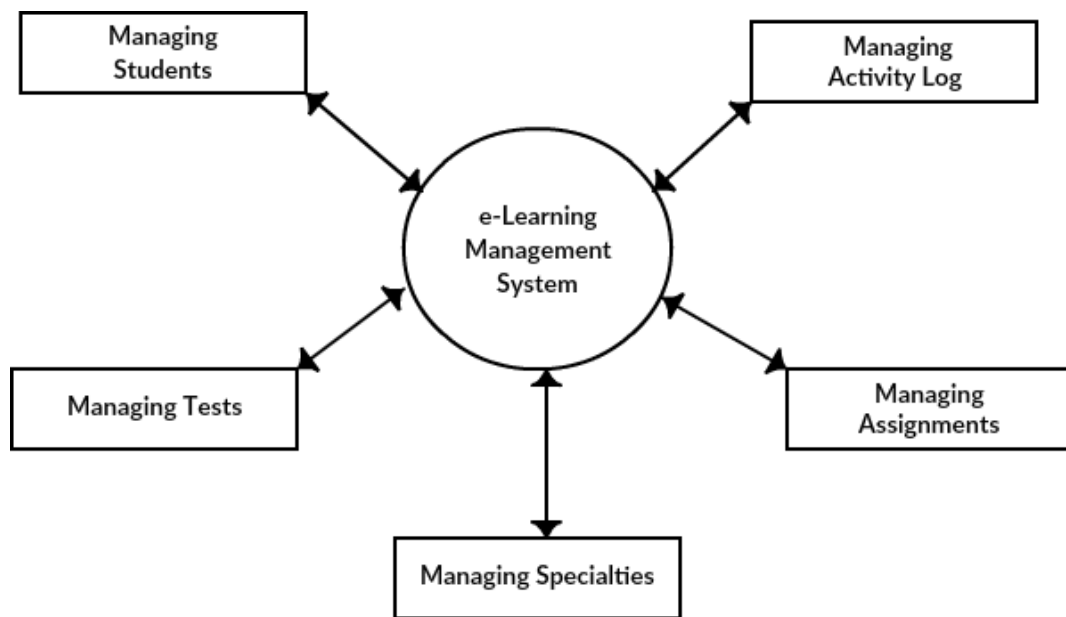 Managing
Students
Managing
Activity Log
e-Learning
Management
System
Managing Tests
Managing
Assignments
Managing Specialties